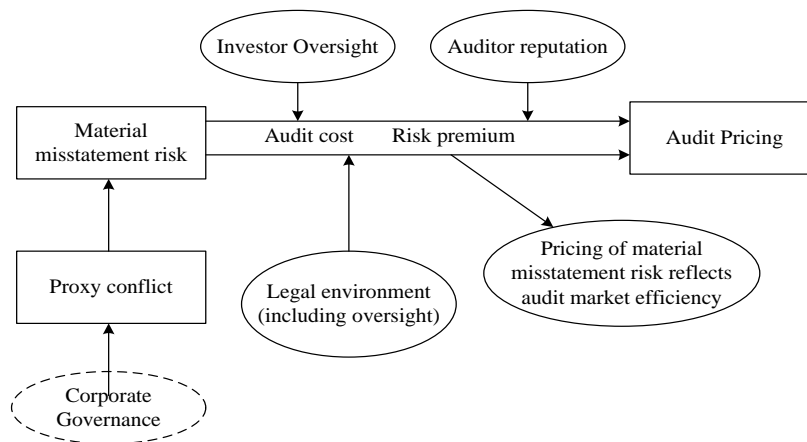 Investor Oversight
Auditor reputation
Material
misstatement risk
Audit cost
Risk premium
Audit Pricing
Proxy conflict
Legal environment
(including oversight)
Pricing of material
misstatement risk reflects
audit market efficiency
Corporate
Governance